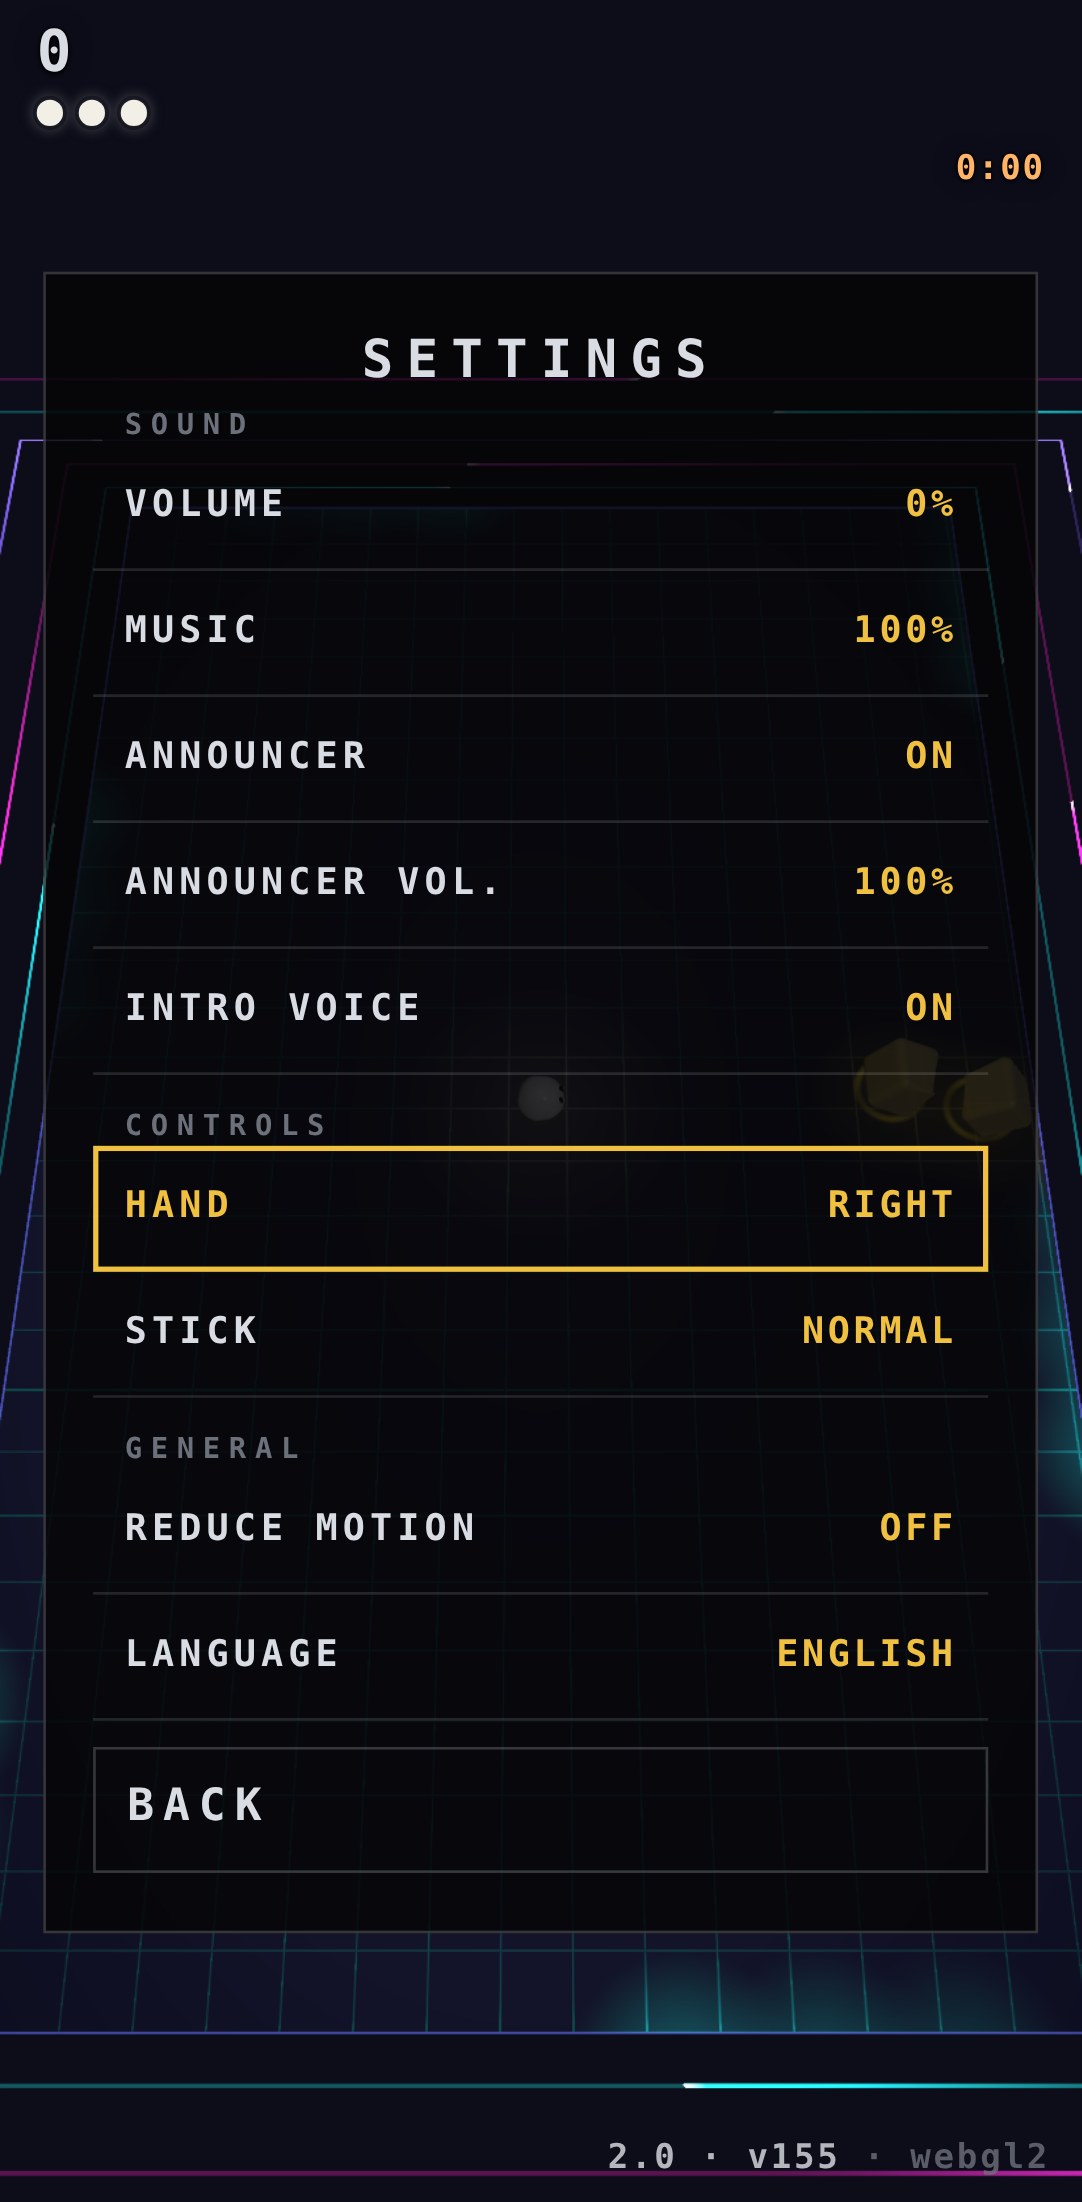 0
0:00
SETTINGS
SOUND
VOLUME 0%
MUSIC 100%
ANNOUNCER ON
ANNOUNCER VOL. 100%
INTRO VOICE ON
CONTROLS
HAND RIGHT
STICK NORMAL
GENERAL
REDUCE MOTION OFF
LANGUAGE ENGLISH
BACK
2.0 · v155 · webgl2